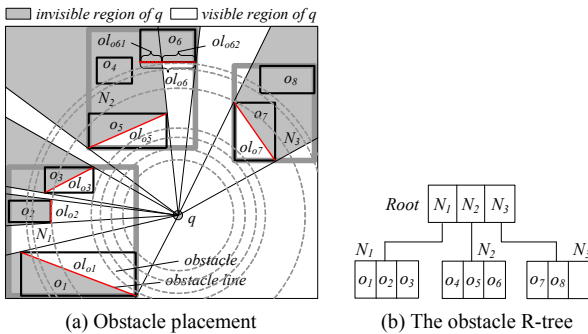 invisible region of q visible region of q
ol_o61 o_6 ol_o62
o_4
ol_o6
o_8
N_2
o_5
ol_o5
o_7
N_3
ol_o7
o_3
ol_o3
o_2
ol_o2
q
N_1
ol_o1
obstacle
obstacle line
o_1
(a) Obstacle placement
Root N_1 N_2 N_3
N_1 N_2 N_3
o_1 o_2 o_3 o_4 o_5 o_6 o_7 o_8
(b) The obstacle R-tree